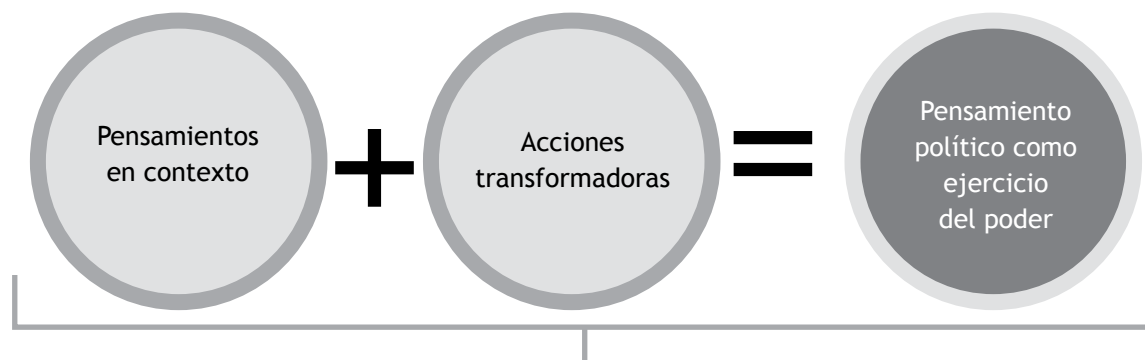 Pensamientos
en contexto
+
Acciones
transformadoras
=
Pensamiento
político como
ejercicio
del poder